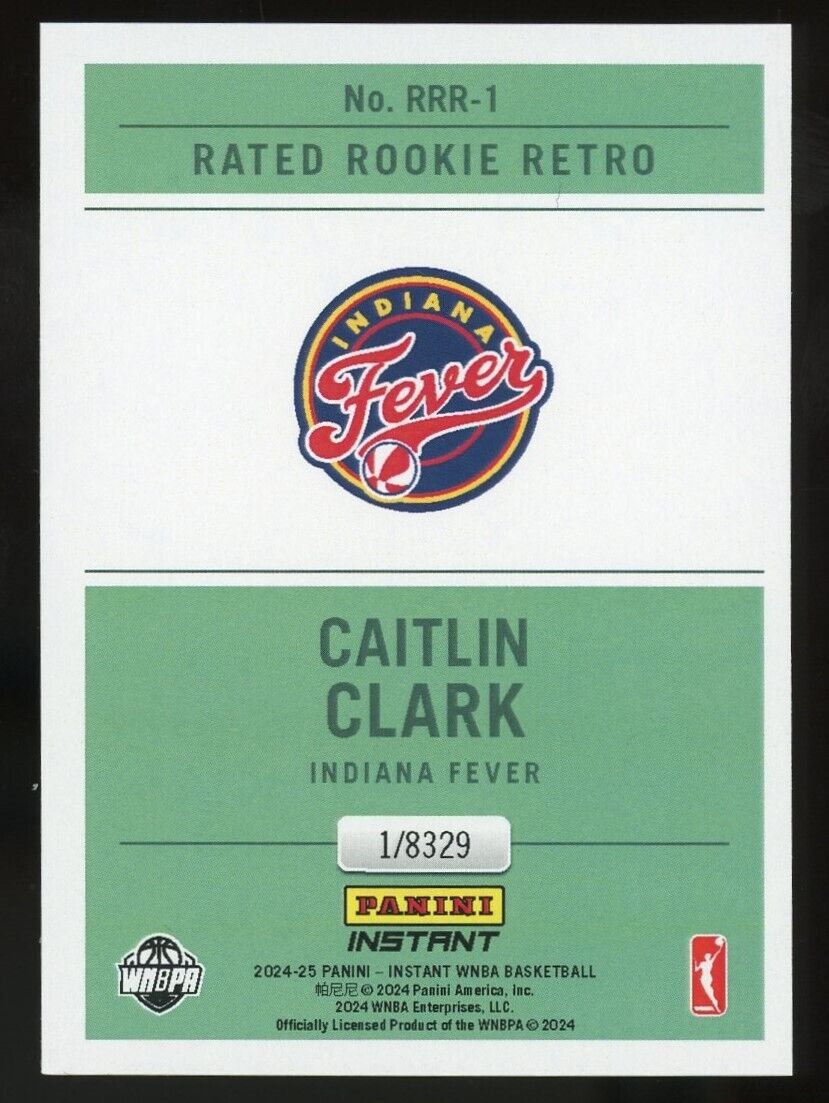 No. RRR-1
RATED ROOKIE RETRO
INDIANA
Fever
CAITLIN
CLARK
INDIANA FEVER
1/8329
PANINI
INSTANT
WNBPA
2024-25 PANINI – INSTANT WNBA BASKETBALL
帕尼尼 © 2024 Panini America, Inc.
2024 WNBA Enterprises, LLC.
Officially Licensed Product of the WNBPA © 2024